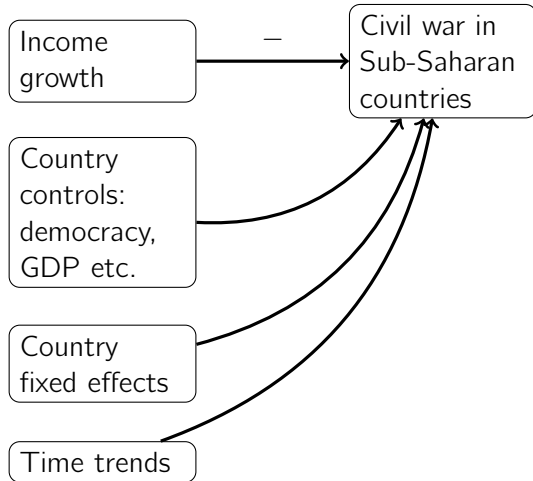 Income
growth
–
Civil war in
Sub-Saharan
countries
Country
controls:
democracy,
GDP etc.
Country
fixed effects
Time trends